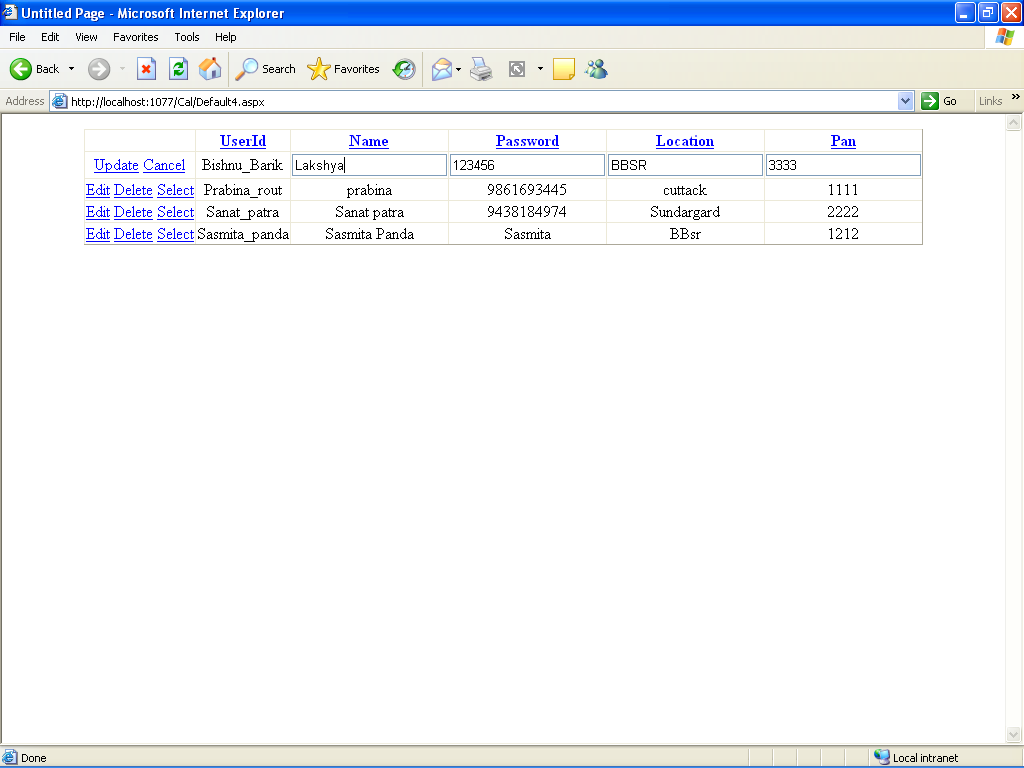 Untitled Page - Microsoft Internet Explorer
File Edit View Favorites Tools Help
Back Search Favorites
Address http://localhost:1077/Cal/Default4.aspx Go Links »
UserId Name Password Location Pan
Update Cancel Bishnu_Barik Lakshya 123456 BBSR 3333
Edit Delete Select Prabina_rout prabina 9861693445 cuttack 1111
Edit Delete Select Sanat_patra Sanat patra 9438184974 Sundargard 2222
Edit Delete Select Sasmita_panda Sasmita Panda Sasmita BBsr 1212
Done Local intranet